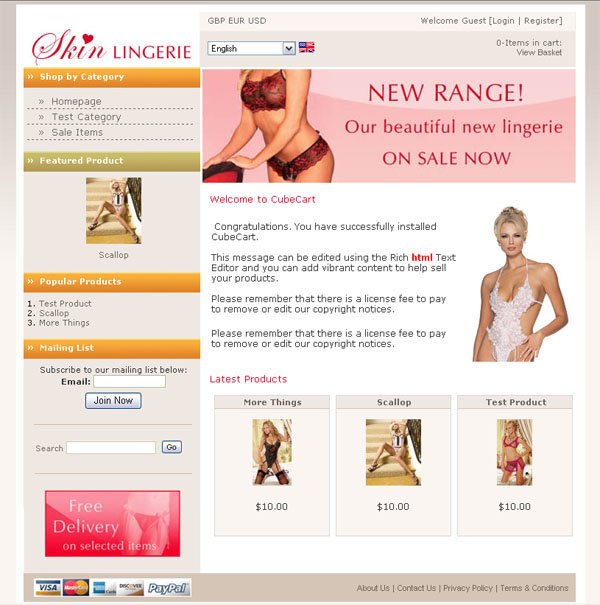 Skin LINGERIE
GBP EUR USD
Welcome Guest [Login | Register]
English
0-Items in cart:
View Basket
» Shop by Category
» Homepage
» Test Category
» Sale Items
» Featured Product
Scallop
» Popular Products
1. Test Product
2. Scallop
3. More Things
» Mailing List
Subscribe to our mailing list below:
Email:
Join Now
Search
Go
Free
Delivery
on selected items
NEW RANGE!
Our beautiful new lingerie
ON SALE NOW
Welcome to CubeCart
Congratulations. You have successfully installed
CubeCart.
This message can be edited using the Rich html Text
Editor and you can add vibrant content to help sell
your products.
Please remember that there is a license fee to pay
to remove or edit our copyright notices.
Please remember that there is a license fee to pay
to remove or edit our copyright notices.
Latest Products
More Things
Scallop
Test Product
$10.00
$10.00
$10.00
VISA MasterCard DISCOVER PayPal
About Us | Contact Us | Privacy Policy | Terms & Conditions